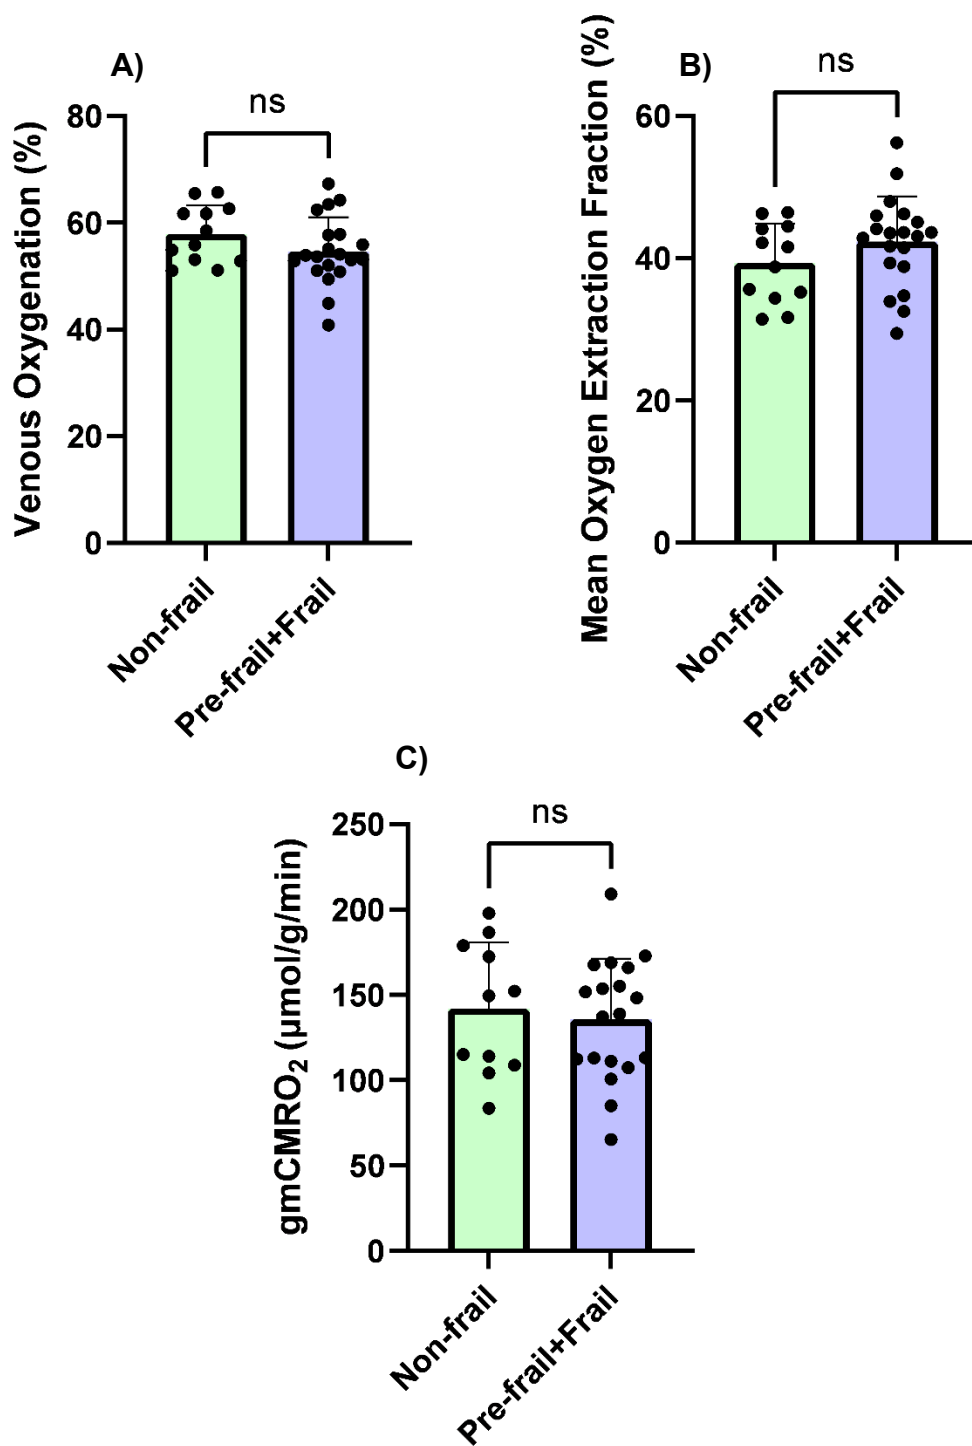 A)
ns
Venous Oxygenation (%)
80
60
40
20
0
Non-frail
Pre-frail+Frail
B)
ns
Mean Oxygen Extraction Fraction (%)
60
40
20
0
Non-frail
Pre-frail+Frail
C)
ns
gmCMRO₂ (µmol/g/min)
250
200
150
100
50
0
Non-frail
Pre-frail+Frail